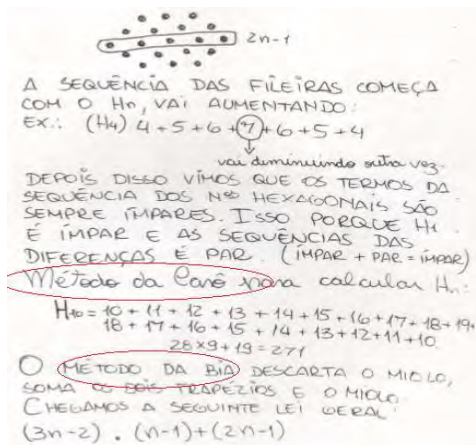 2n-1
A SEQUÊNCIA DAS FILEIRAS COMEÇA
COM O Hn, VAI AUMENTANDO:
EX.: (H4) 4+5+6+7+6+5+4
vai diminuindo outra vez.
DEPOIS DISSO VIMOS QUE OS TERMOS DA
SEQUÊNCIA DOS Nºs HEXAGONAIS SÃO
SEMPRE ÍMPARES. ISSO PORQUE H1
É ÍMPAR E AS SEQUÊNCIAS DAS
DIFERENÇAS É PAR. (ÍMPAR + PAR = ÍMPAR)
Método da Carô para calcular Hn:
H10 = 10+11+12+13+14+15+16+17+18+19+
18+17+16+15+14+13+12+11+10
28×9+19=271
O MÉTODO DA BIA DESCARTA O MIOLO,
SOMA OS DOIS TRAPÉZIOS E O MIOLO.
CHEGAMOS A SEGUINTE LEI GERAL:
(3n-2) . (n-1)+(2n-1)